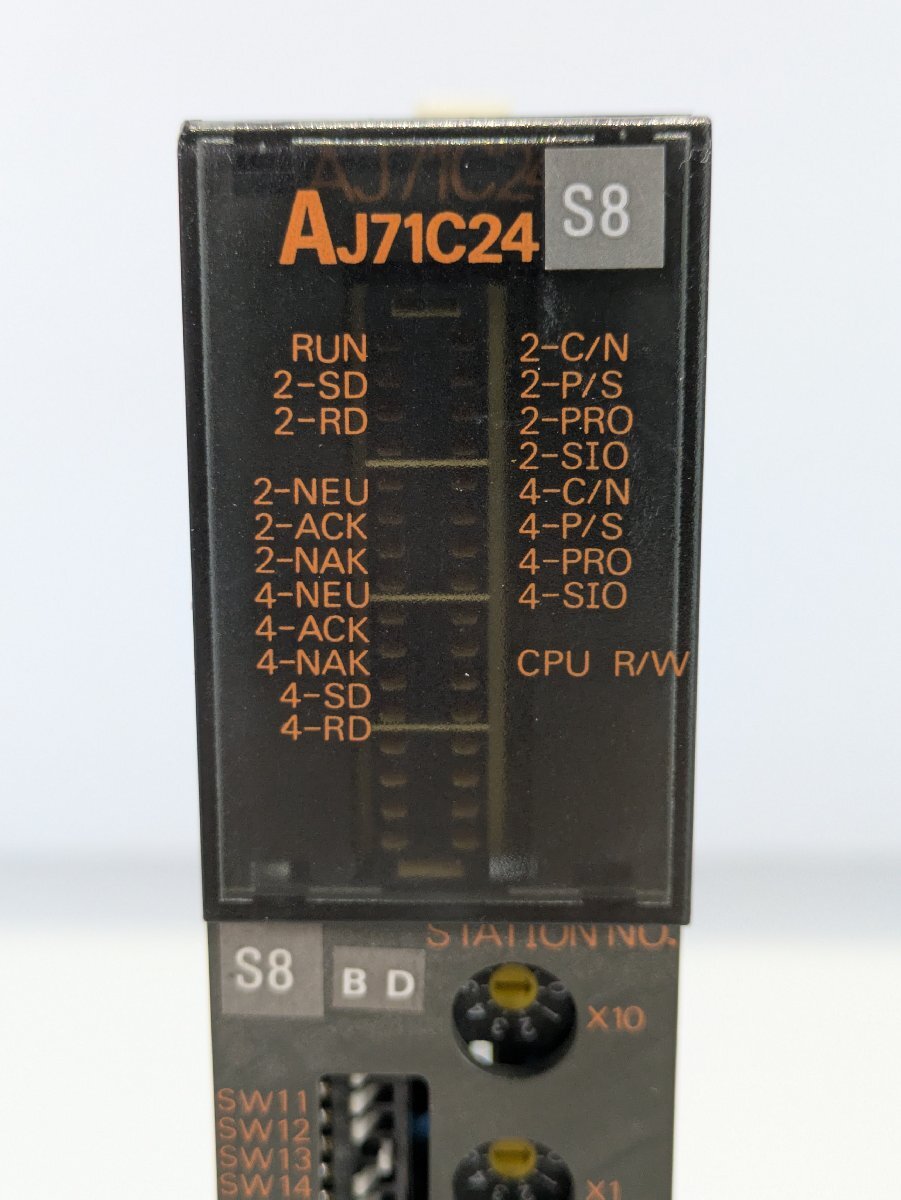 AJ71C24 S8
RUN 2-C/N
2-SD 2-P/S
2-RD 2-PRO
2-SIO
2-NEU 4-C/N
2-ACK 4-P/S
2-NAK 4-PRO
4-NEU 4-SIO
4-ACK
4-NAK CPU R/W
4-SD
4-RD
STATION NO.
S8 B D
X10
SW11
SW12
SW13
SW14
X1